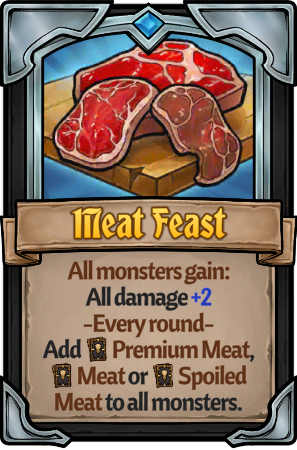 Meat Feast
All monsters gain:
All damage +2
-Every round-
Add Premium Meat,
Meat or Spoiled
Meat to all monsters.